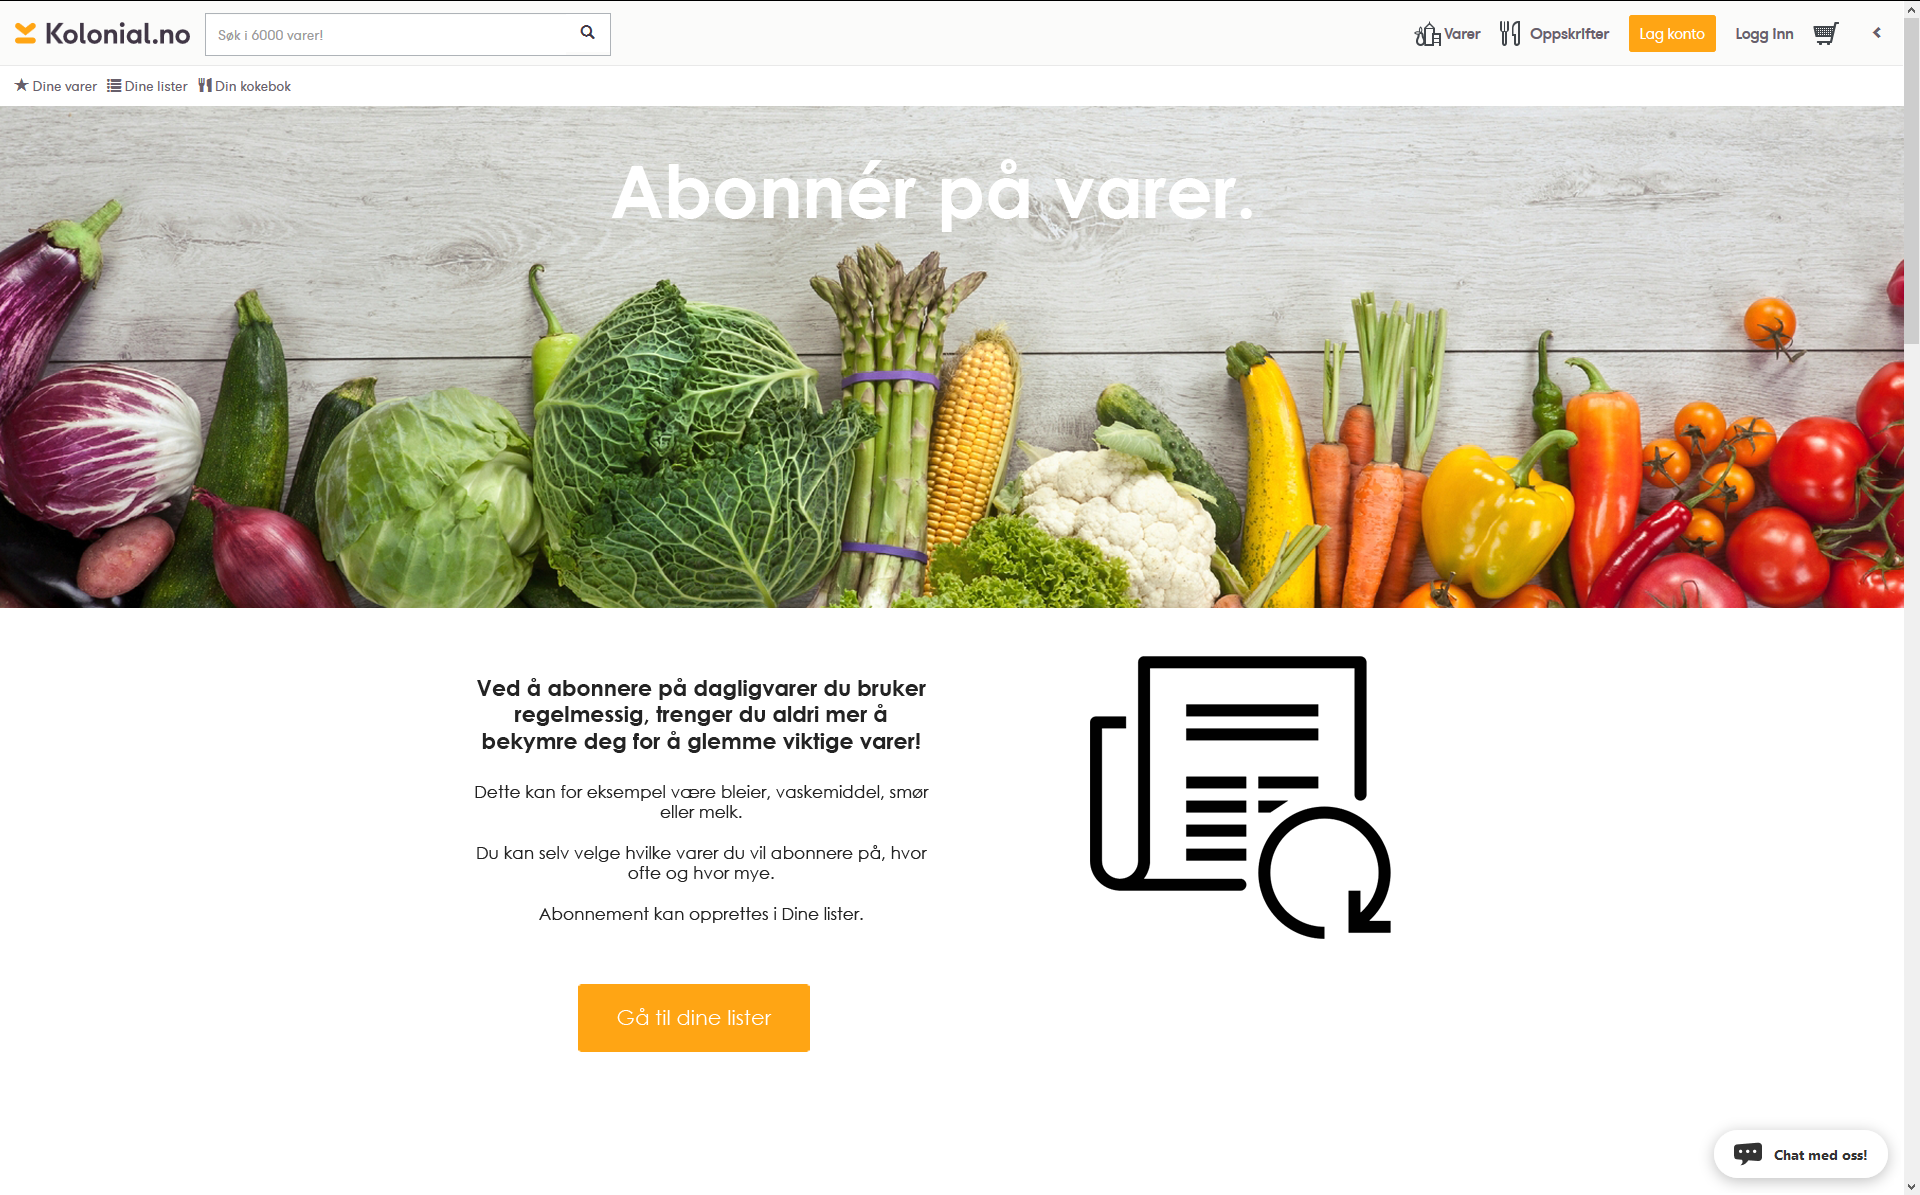 Kolonial.no
Søk i 6000 varer!
Varer
Oppskrifter
Lag konto
Logg Inn
Dine varer
Dine lister
Din kokebok
Abonnér på varer.
Ved å abonnere på dagligvarer du bruker
regelmessig, trenger du aldri mer å
bekymre deg for å glemme viktige varer!
Dette kan for eksempel være bleier, vaskemiddel, smør
eller melk.
Du kan selv velge hvilke varer du vil abonnere på, hvor
ofte og hvor mye.
Abonnement kan opprettes i Dine lister.
Gå til dine lister
Chat med oss!